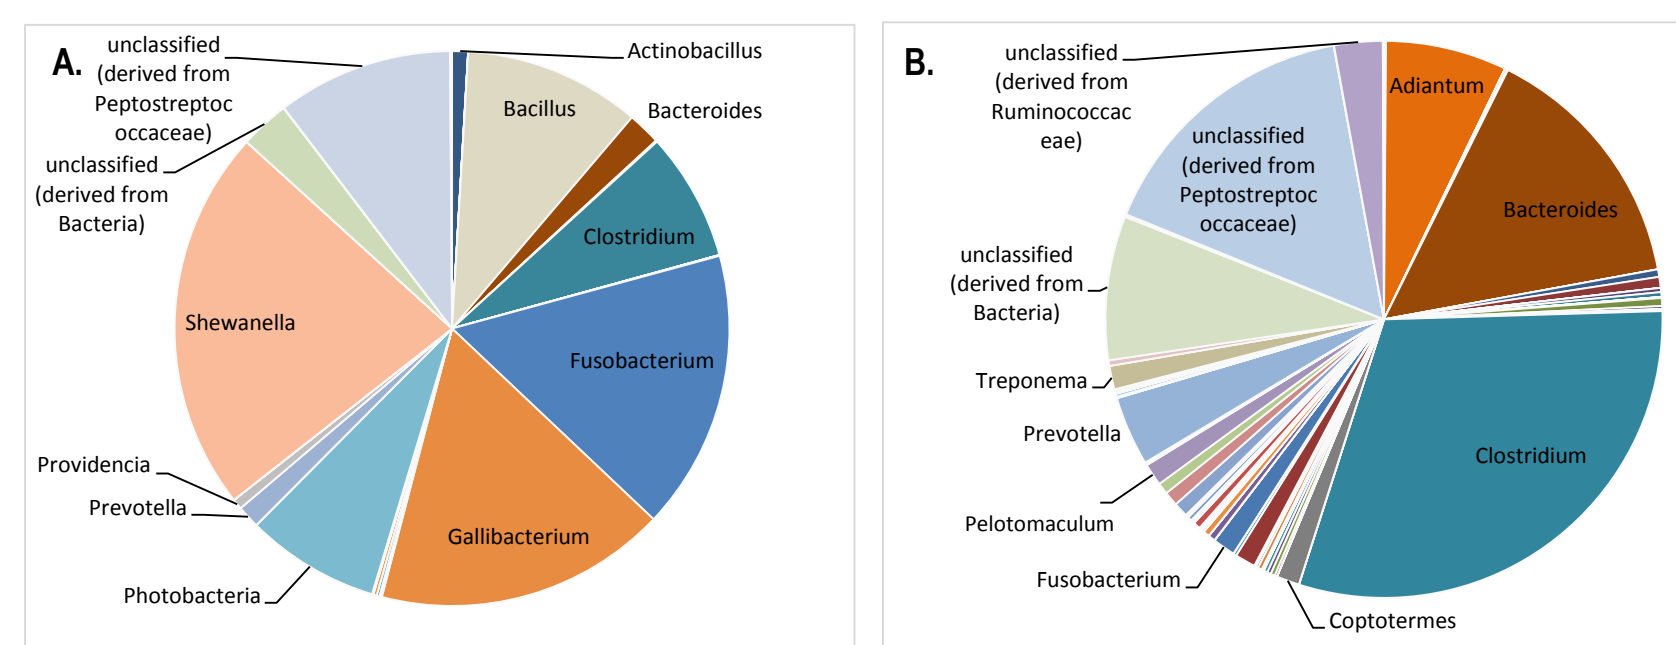 A.
unclassified
(derived from
Peptostreptoc
occaceae)
Actinobacillus
Bacillus
Bacteroides
unclassified
(derived from
Bacteria)
Clostridium
Shewanella
Fusobacterium
Providencia
Prevotella
Gallibacterium
Photobacteria
B.
unclassified
(derived from
Ruminococcac
eae)
Adiantum
unclassified
(derived from
Peptostreptoc
occaceae)
Bacteroides
unclassified
(derived from
Bacteria)
Treponema
Prevotella
Clostridium
Pelotomaculum
Fusobacterium
Coptotermes